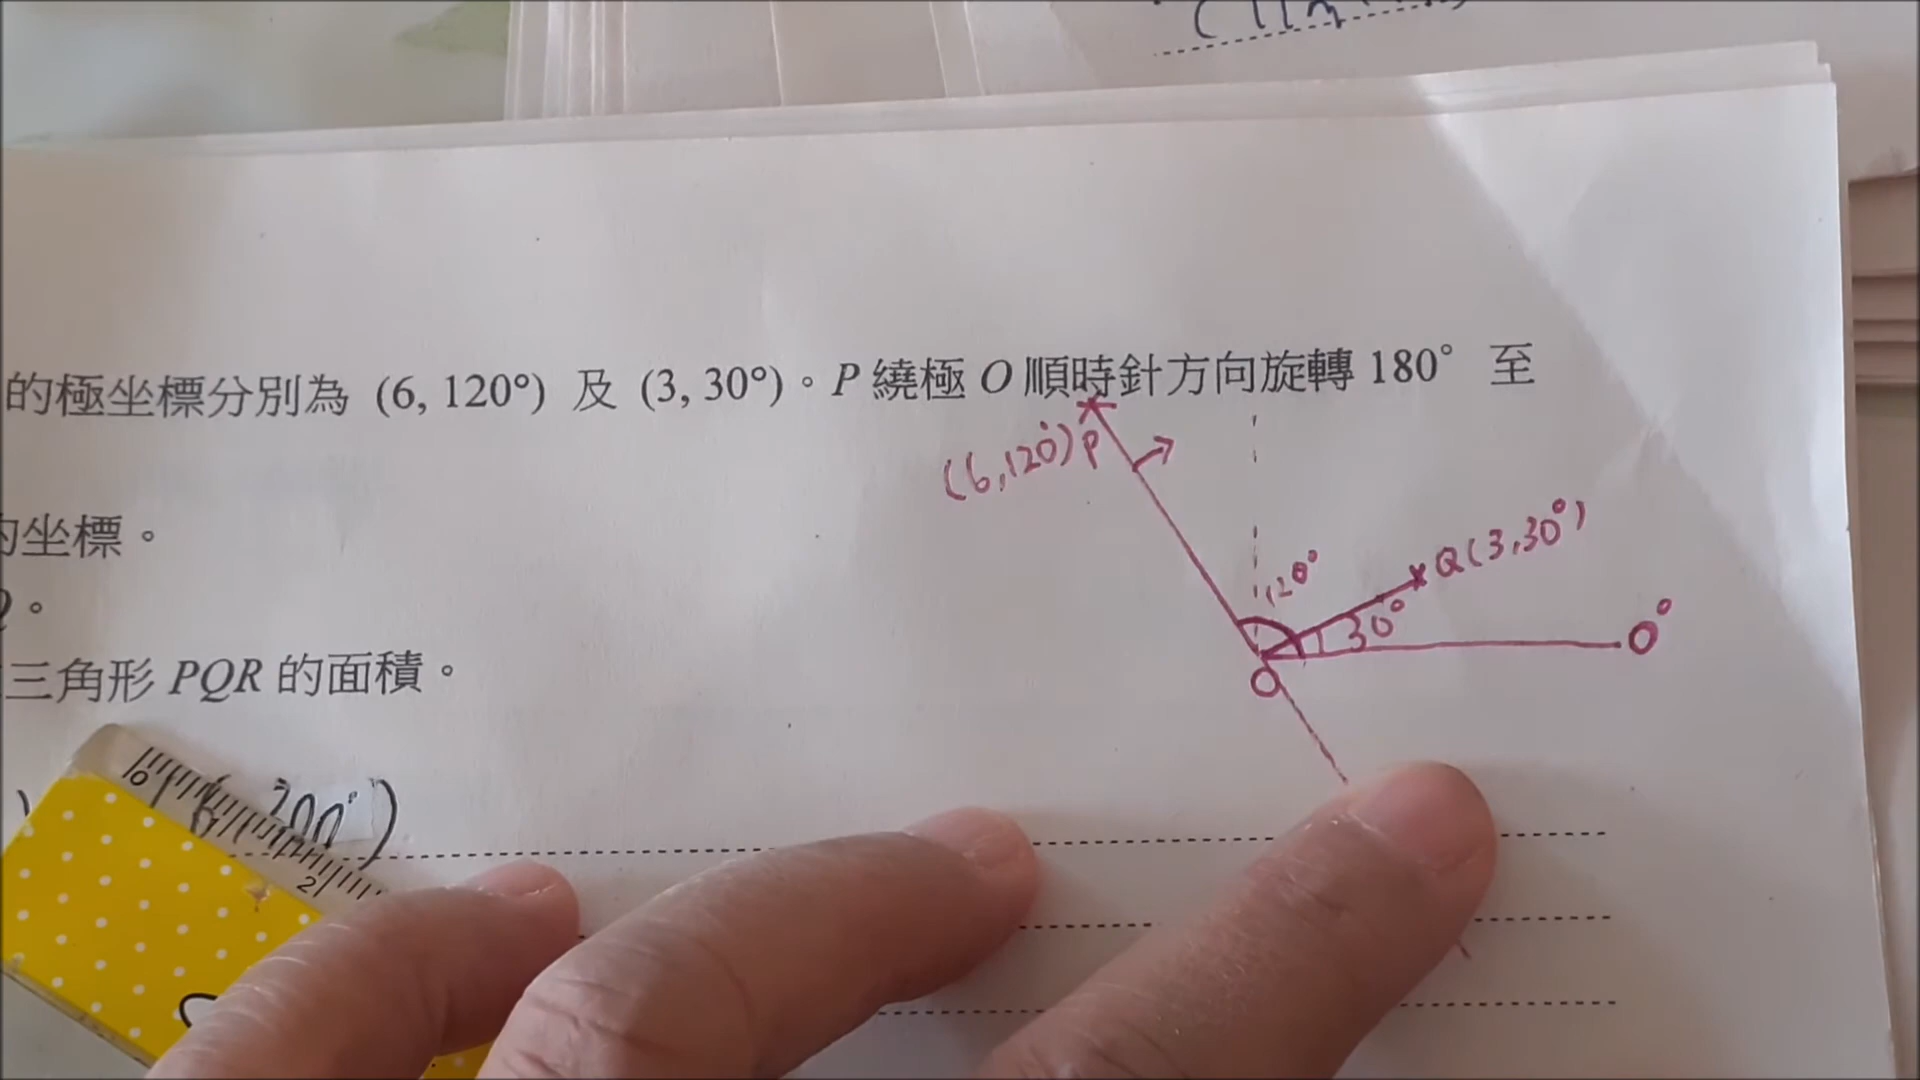 的極坐標分別為 (6, 120°) 及 (3, 30°)。P 繞極 O 順時針方向旋轉 180° 至
(6,120°) P
坐標。
120°
Q(3,30°)
30°
0°
O
三角形 PQR 的面積。
0
2
300°)